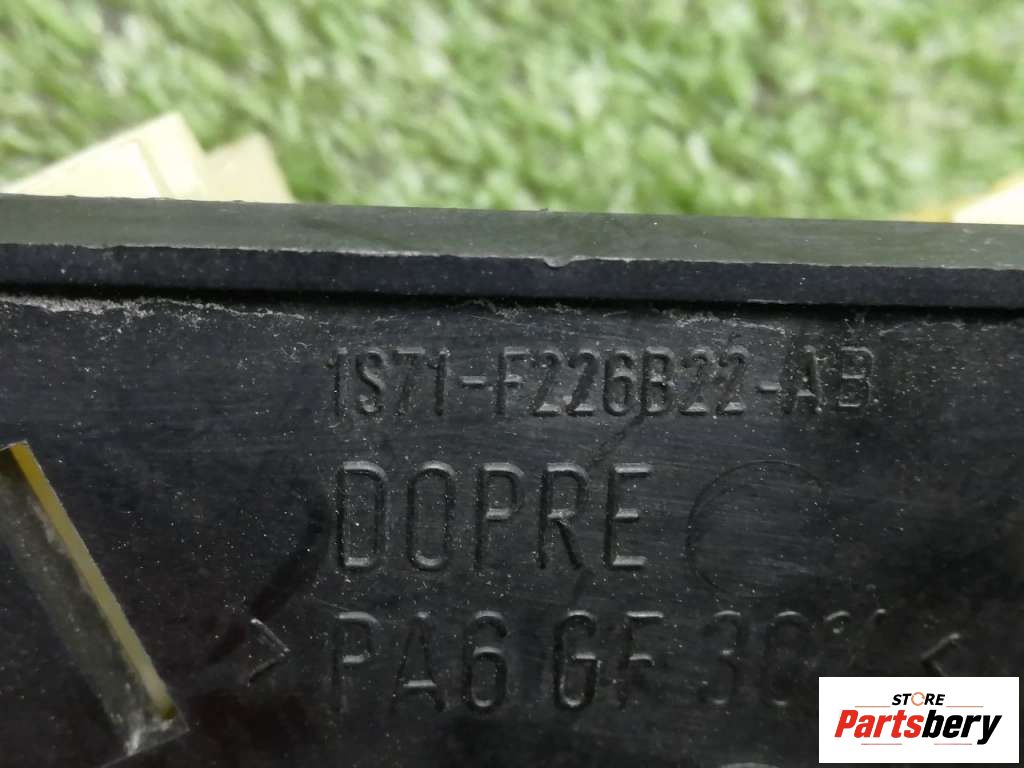 1S71-F226B22-AB
DOPRE
>PA6 GF 30%<
STORE
Partsbery